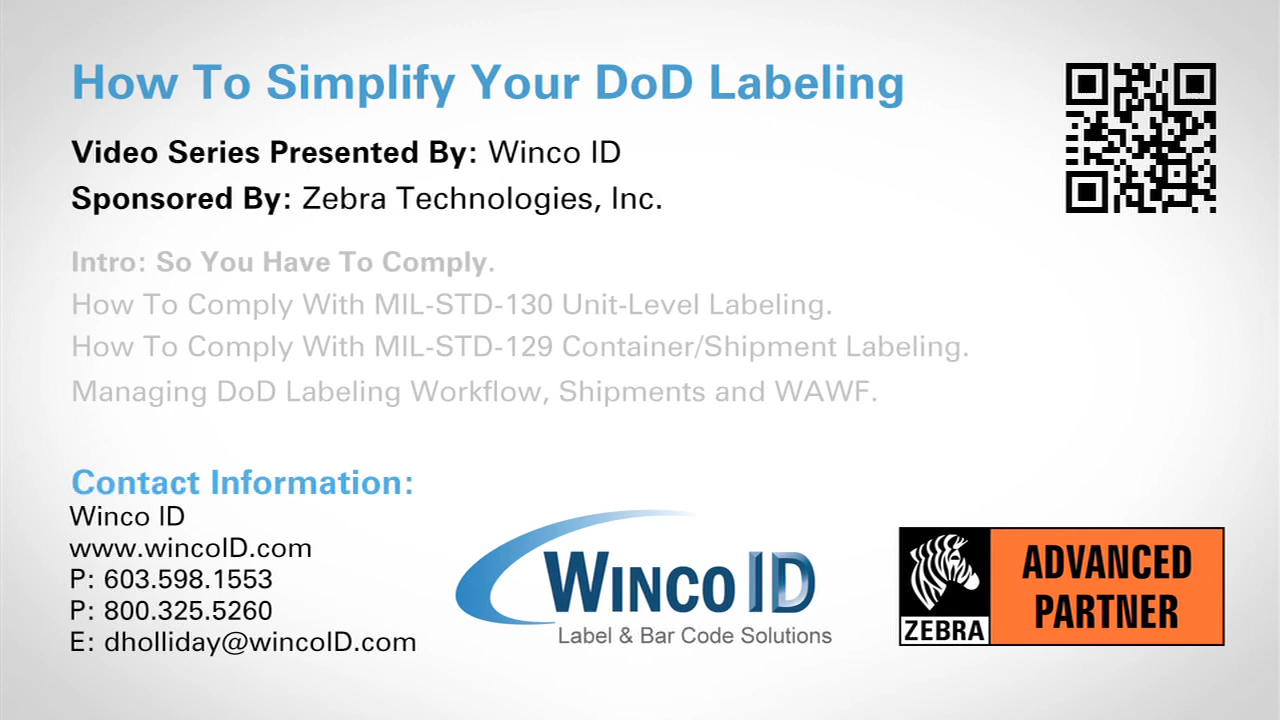 How To Simplify Your DoD Labeling
Video Series Presented By: Winco ID
Sponsored By: Zebra Technologies, Inc.
Intro: So You Have To Comply.
How To Comply With MIL-STD-130 Unit-Level Labeling.
How To Comply With MIL-STD-129 Container/Shipment Labeling.
Managing DoD Labeling Workflow, Shipments and WAWF.
Contact Information:
Winco ID
www.wincoID.com
P: 603.598.1553
P: 800.325.5260
E: dholliday@wincoID.com
WINCO ID
Label & Bar Code Solutions
ZEBRA
ADVANCED
PARTNER